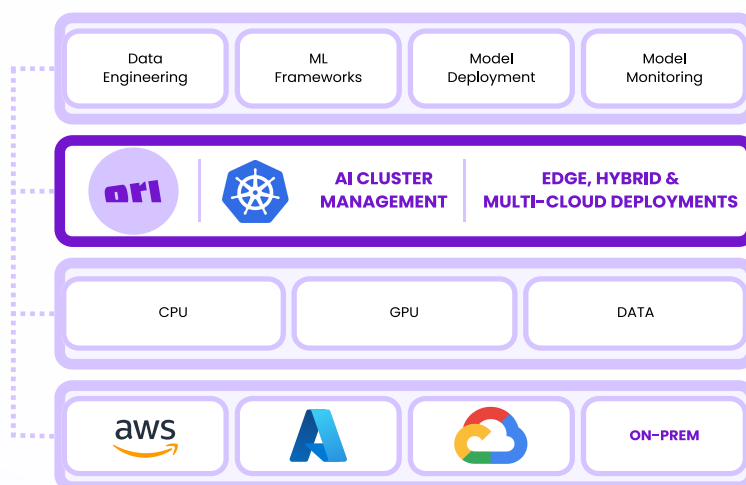 Data
Engineering
ML
Frameworks
Model
Deployment
Model
Monitoring
ori
AI CLUSTER
MANAGEMENT
EDGE, HYBRID &
MULTI-CLOUD DEPLOYMENTS
CPU
GPU
DATA
aws
ON-PREM